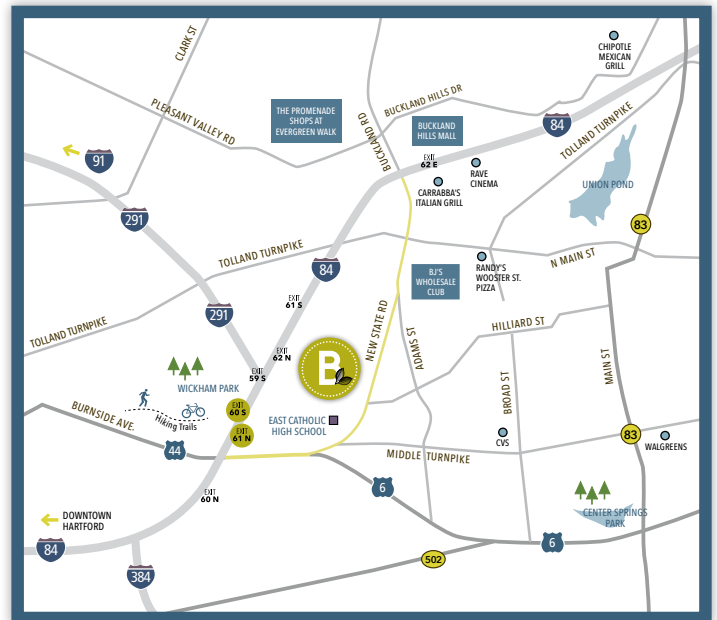 CLARK ST
CHIPOTLE
MEXICAN
GRILL
PLEASANT VALLEY RD
THE PROMENADE
SHOPS AT
EVERGREEN WALK
BUCKLAND RD
BUCKLAND HILLS DR
BUCKLAND
HILLS MALL
84
TOLLAND TURNPIKE
91
EXIT
62 E
RAVE
CINEMA
CARRABBA'S
ITALIAN GRILL
UNION POND
291
83
TOLLAND TURNPIKE
84
BJ'S
WHOLESALE
CLUB
RANDY'S
WOOSTER ST.
PIZZA
N MAIN ST
EXIT
61 S
291
TOLLAND TURNPIKE
NEW STATE RD
ADAMS ST
HILLIARD ST
EXIT
62 N
EXIT
59 S
B
MAIN ST
BROAD ST
WICKHAM PARK
Hiking Trails
BURNSIDE AVE.
EXIT
60 S
EXIT
61 N
EAST CATHOLIC
HIGH SCHOOL
44
CVS
83
WALGREENS
MIDDLE TURNPIKE
6
EXIT
60 N
CENTER SPRINGS
PARK
DOWNTOWN
HARTFORD
84
6
502
384